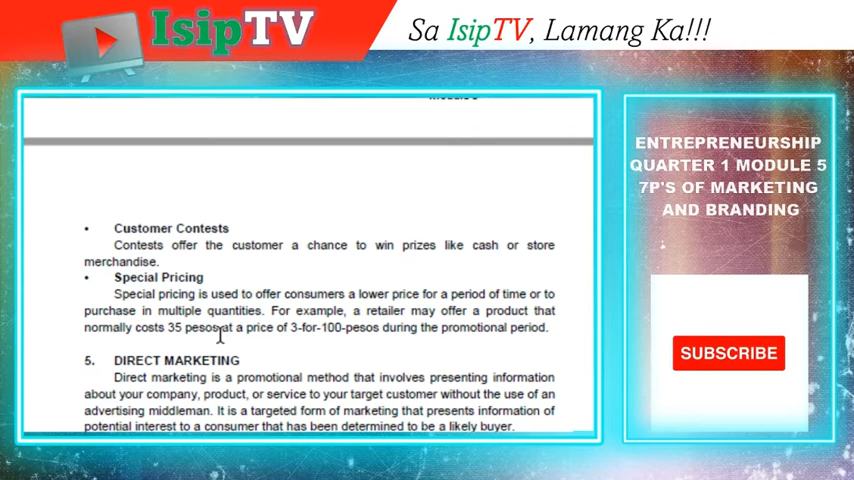 IsipTV
Sa IsipTV, Lamang Ka!!!
• Customer Contests
Contests offer the customer a chance to win prizes like cash or store
merchandise.
• Special Pricing
Special pricing is used to offer consumers a lower price for a period of time or to
purchase in multiple quantities. For example, a retailer may offer a product that
normally costs 35 pesos at a price of 3-for-100-pesos during the promotional period.
5. DIRECT MARKETING
Direct marketing is a promotional method that involves presenting information
about your company, product, or service to your target customer without the use of an
advertising middleman. It is a targeted form of marketing that presents information of
potential interest to a consumer that has been determined to be a likely buyer.
ENTREPRENEURSHIP
QUARTER 1 MODULE 5
7P'S OF MARKETING
AND BRANDING
SUBSCRIBE